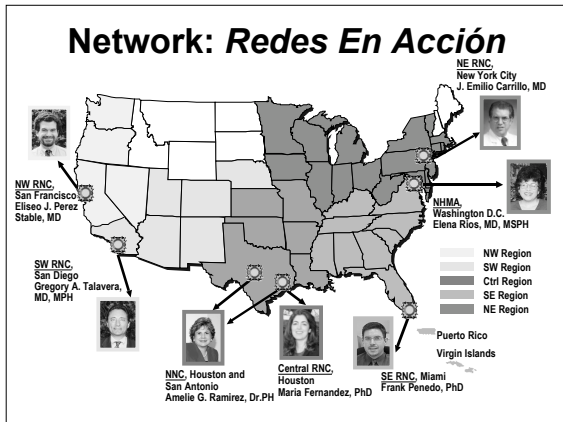 Network: Redes En Acción
NE RNC,
New York City
J. Emilio Carrillo, MD
NW RNC,
San Francisco
Eliseo J. Perez
Stable, MD
NHMA,
Washington D.C.
Elena Rios, MD, MSPH
SW RNC,
San Diego
Gregory A. Talavera,
MD, MPH
NW Region
SW Region
Ctrl Region
SE Region
NE Region
Puerto Rico
Virgin Islands
NNC, Houston and
San Antonio
Amelie G. Ramirez, Dr.PH
Central RNC,
Houston
Maria Fernandez, PhD
SE RNC, Miami
Frank Penedo, PhD